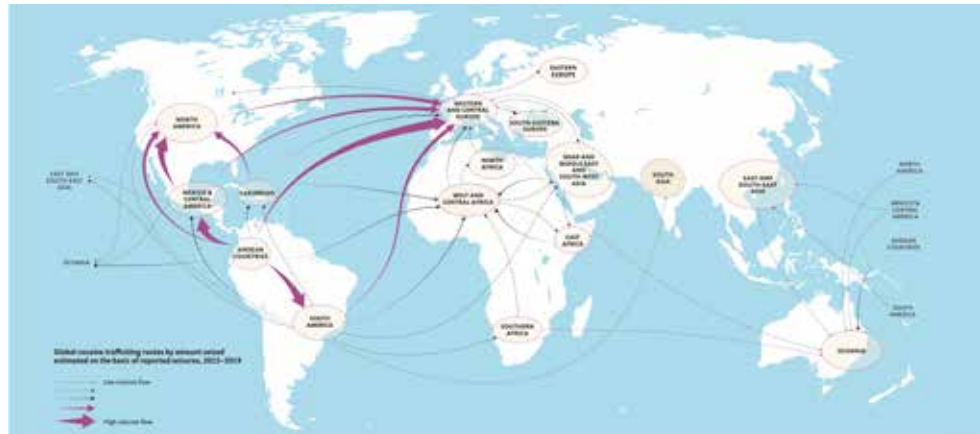 EASTERN
EUROPE
WESTERN
AND CENTRAL
EUROPE
SOUTH EASTERN
EUROPE
NORTH
AMERICA
NORTH
AFRICA
NEAR AND
MIDDLE EAST
AND
SOUTH-WEST
ASIA
SOUTH
ASIA
EAST AND
SOUTH-EAST
ASIA
NORTH
AMERICA
EAST AND
SOUTH-EAST
ASIA
MEXICO &
CENTRAL
AMERICA
CARIBBEAN
WEST AND
CENTRAL AFRICA
MEXICO &
CENTRAL
AMERICA
EAST
AFRICA
ANDEAN
COUNTRIES
ANDEAN
COUNTRIES
OCEANIA
SOUTH
AMERICA
SOUTH
AMERICA
SOUTHERN
AFRICA
OCEANIA
Global cocaine trafficking routes by amount seized
estimated on the basis of reported seizures, 2015–2019
Low volume flow
High volume flow